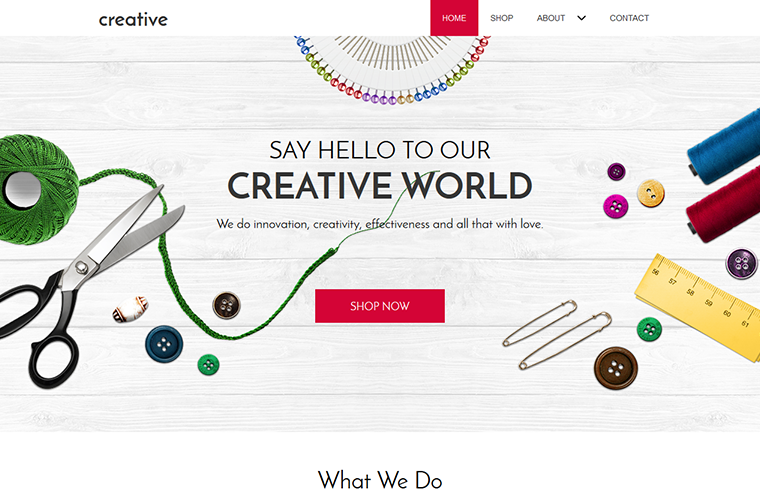 creative
HOME SHOP ABOUT CONTACT
SAY HELLO TO OUR
CREATIVE WORLD
We do innovation, creativity, effectiveness and all that with love.
SHOP NOW
56 57 58 59 60 61
What We Do